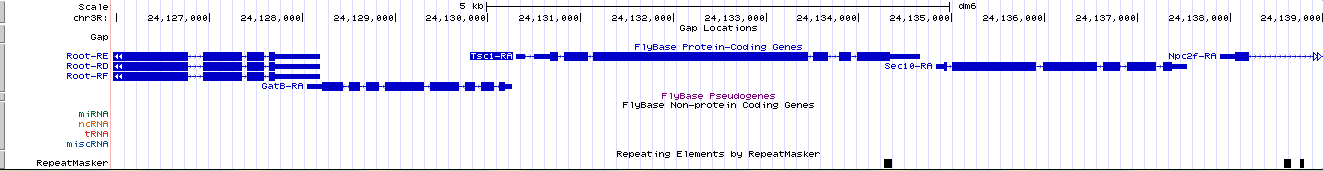 Scale 5 kb dm6
chr3R: 24,127,000 24,128,000 24,129,000 24,130,000 24,131,000 24,132,000 24,133,000 24,134,000 24,135,000 24,136,000 24,137,000 24,138,000 24,139,000
Gap Locations
Gap
FlyBase Protein-Coding Genes
Root-RE Tsc1-RA Npc2f-RA
Root-RD Sec10-RA
Root-RF
GatB-RA
FlyBase Pseudogenes
FlyBase Non-protein Coding Genes
miRNA
ncRNA
tRNA
miscRNA
Repeating Elements by RepeatMasker
RepeatMasker